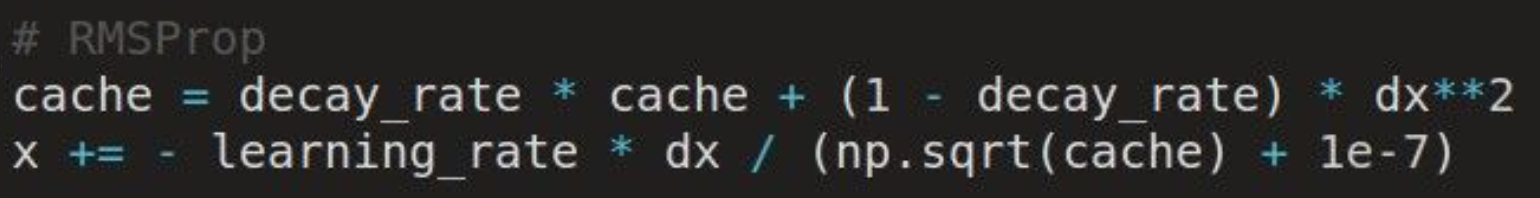 # RMSProp
cache = decay_rate * cache + (1 - decay_rate) * dx**2
x += - learning_rate * dx / (np.sqrt(cache) + 1e-7)